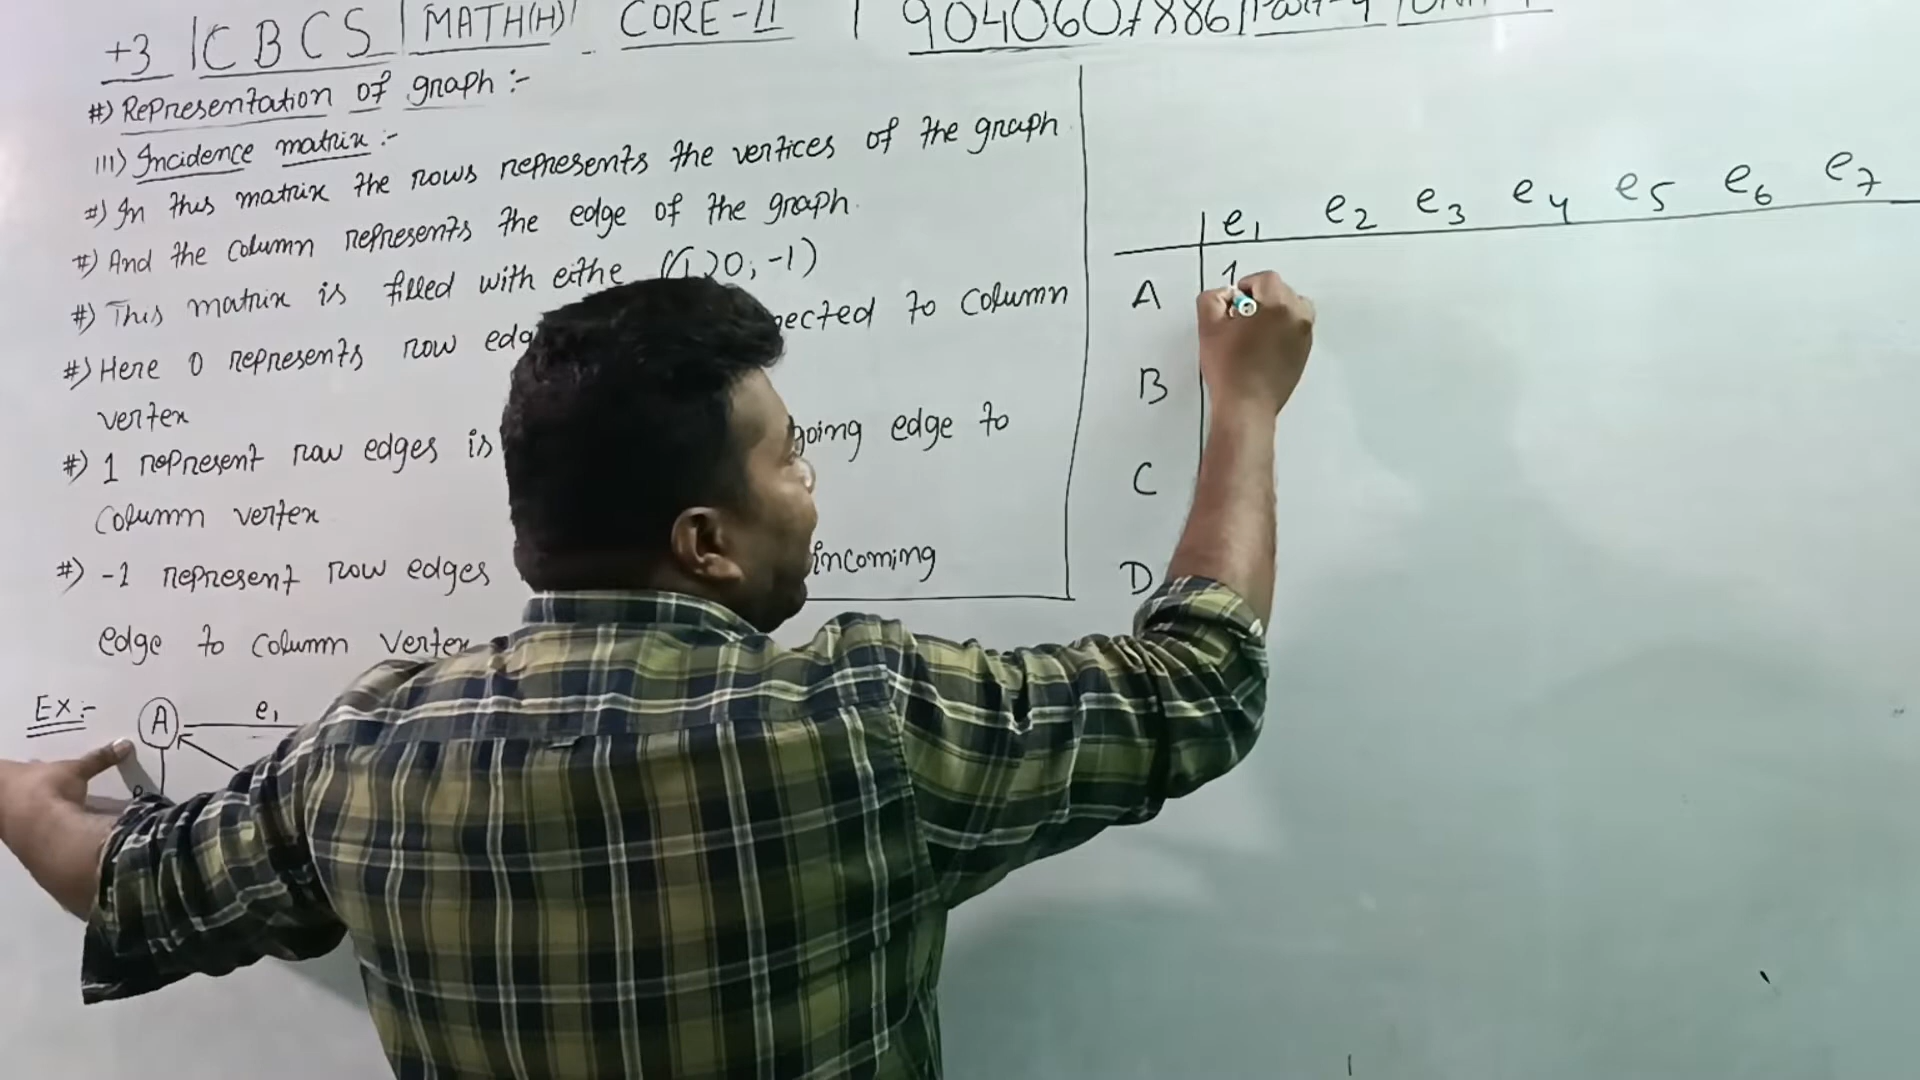 +3 | CBCS | MATH(H) CORE-II | 9040607886
#) Representation of graph :-
III) Incidence matrix :-
#) In this matrix the rows represents the vertices of the graph
#) And the column represents the edge of the graph.
#) This matrix is filled with eithe (1, 0, -1)
#) Here 0 represents row edg ected to column
vertex
#) 1 represent row edges is going edge to
column vertex
#) -1 represent row edges incoming
edge to column vertex
Ex:- A e1
e1 e2 e3 e4 e5 e6 e7
A 1
B
C
D